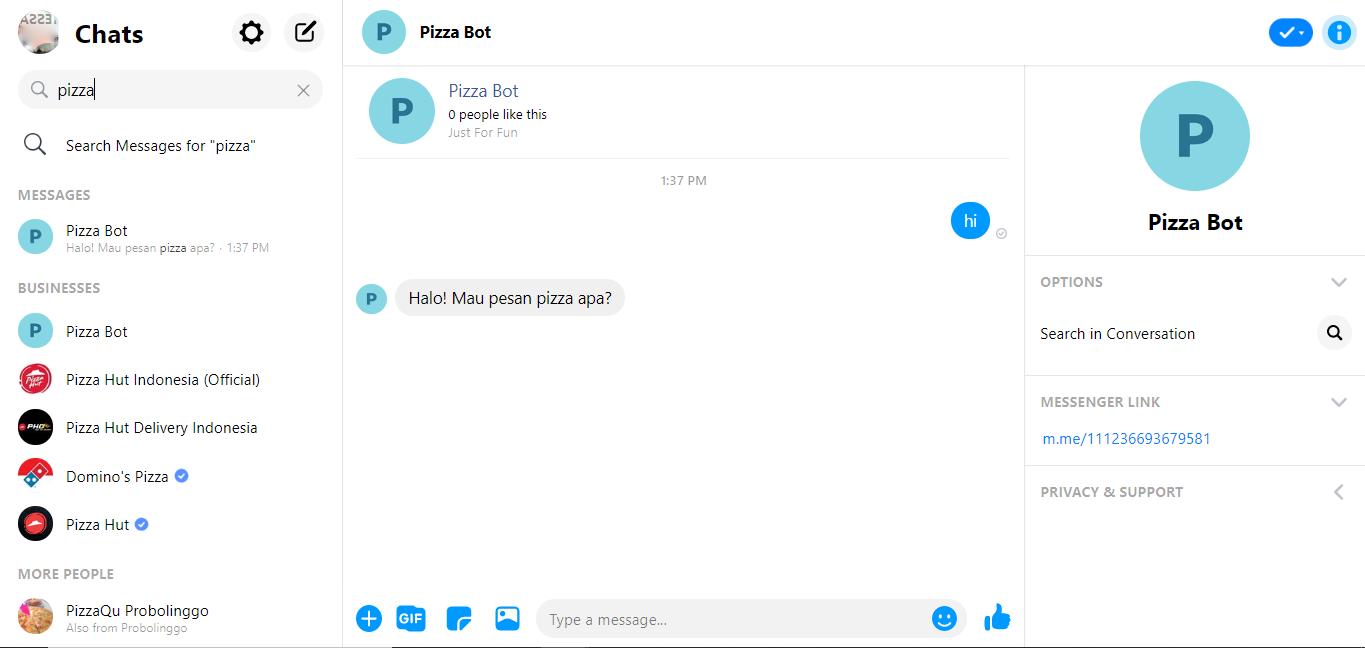 Chats
pizza
Search Messages for "pizza"
MESSAGES
P
Pizza Bot
Halo! Mau pesan pizza apa? · 1:37 PM
BUSINESSES
P
Pizza Bot
Pizza Hut
Pizza Hut Indonesia (Official)
PHD
Pizza Hut Delivery Indonesia
Domino's Pizza
Pizza Hut
MORE PEOPLE
PizzaQu Probolinggo
Also from Probolinggo
P
Pizza Bot
P
Pizza Bot
0 people like this
Just For Fun
1:37 PM
hi
P
Halo! Mau pesan pizza apa?
GIF
Type a message...
P
Pizza Bot
OPTIONS
Search in Conversation
MESSENGER LINK
m.me/111236693679581
PRIVACY & SUPPORT